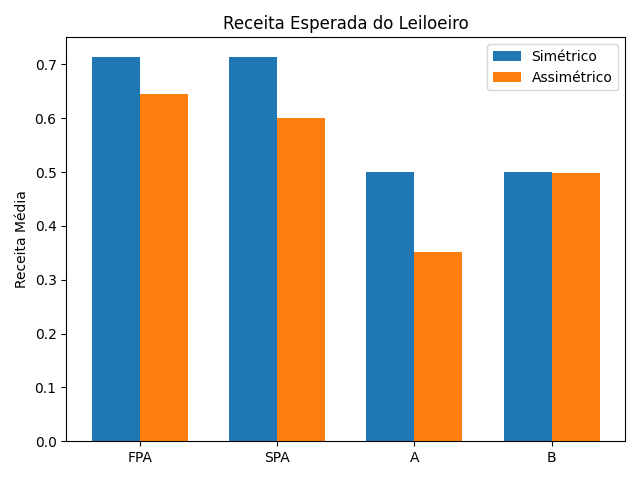 Receita Esperada do Leiloeiro
Simétrico
Assimétrico
Receita Média
0.7
0.6
0.5
0.4
0.3
0.2
0.1
0.0
FPA SPA A B